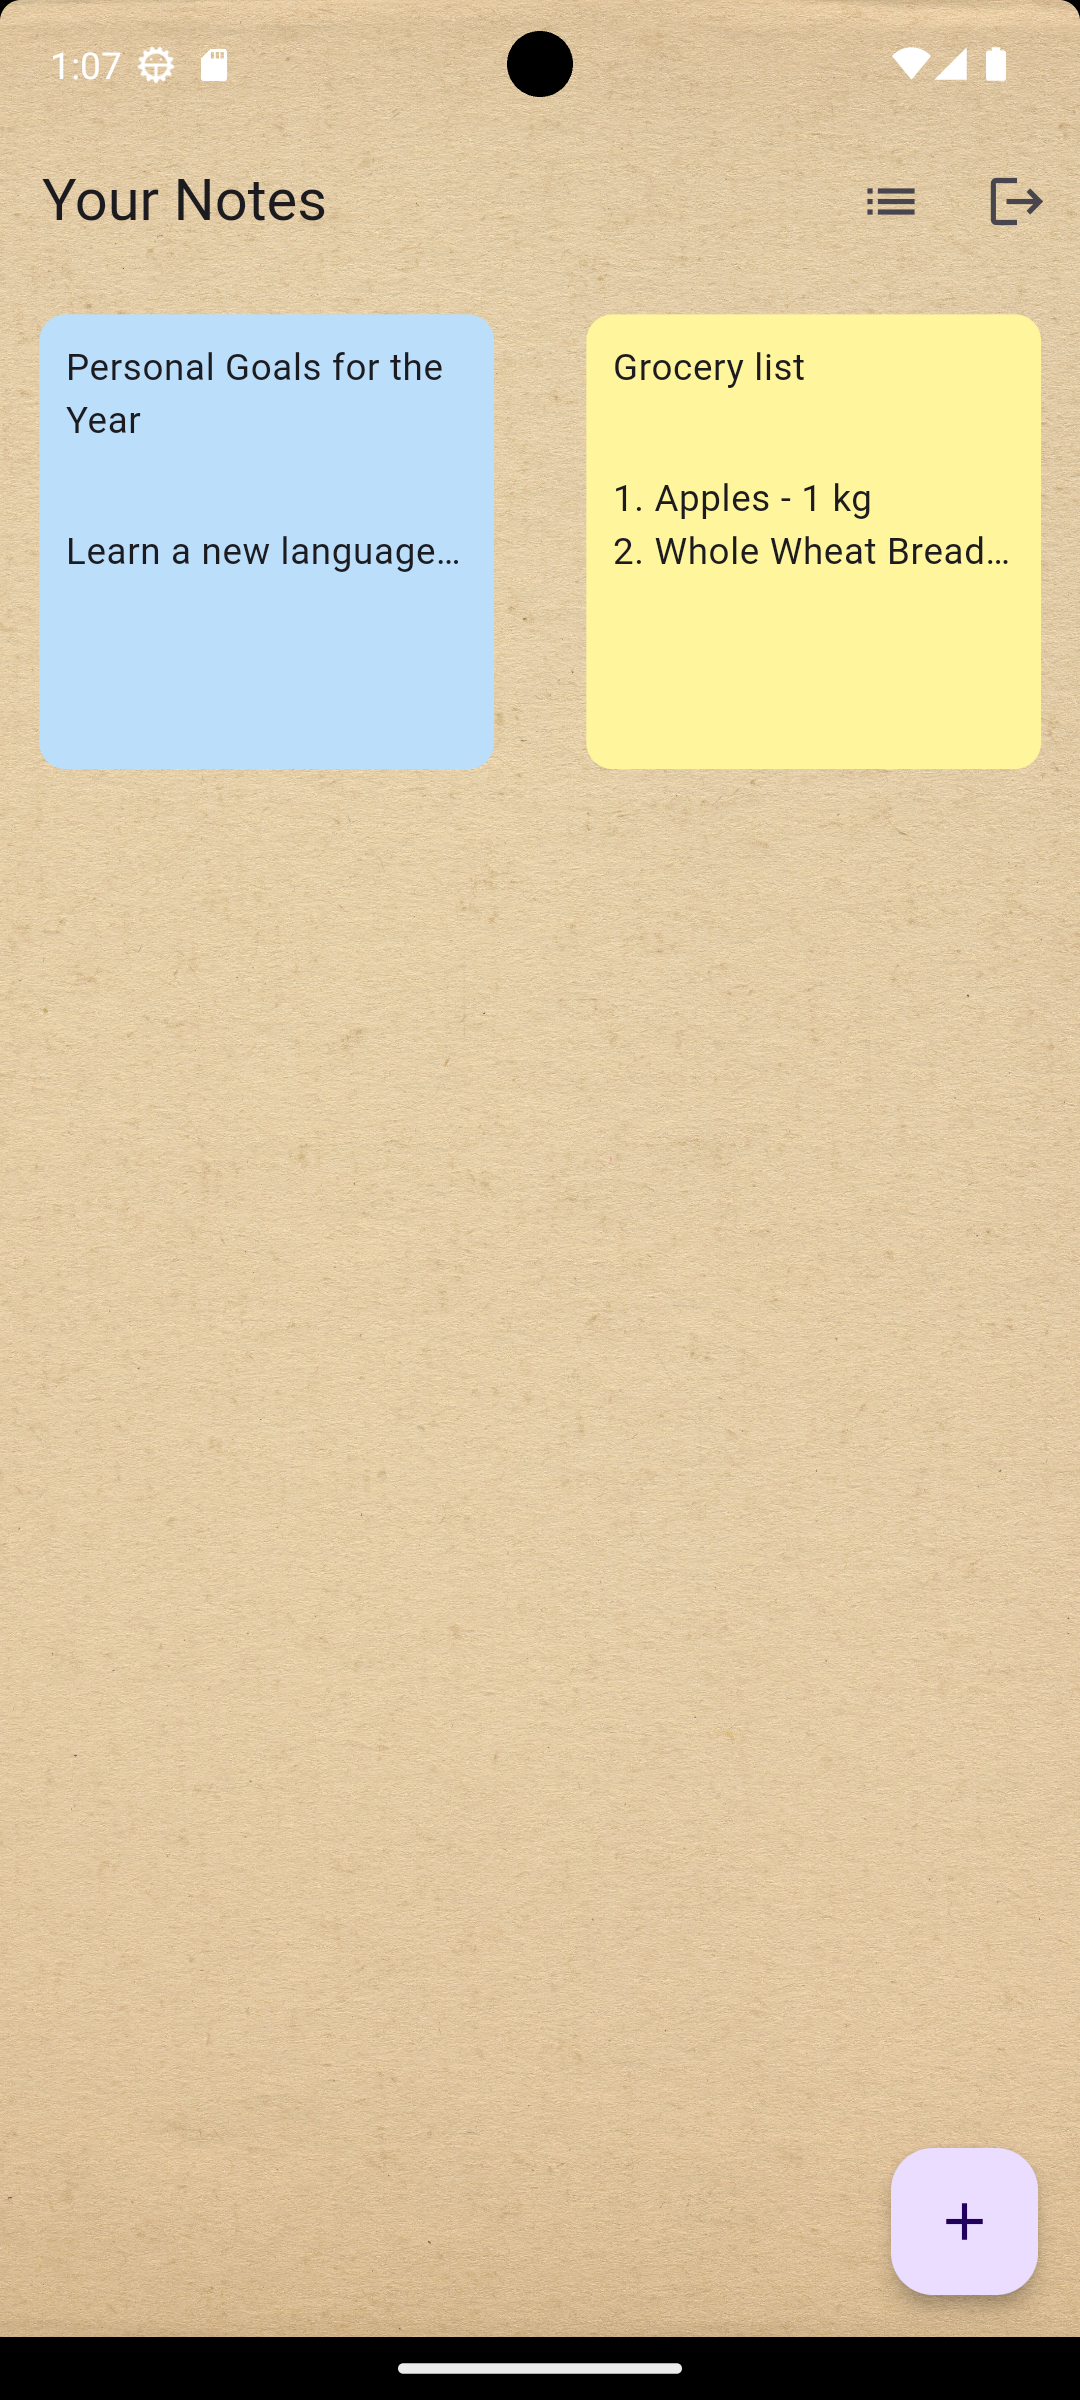 1:07
Your Notes
Personal Goals for the
Year
Learn a new language…
Grocery list
1. Apples - 1 kg
2. Whole Wheat Bread…